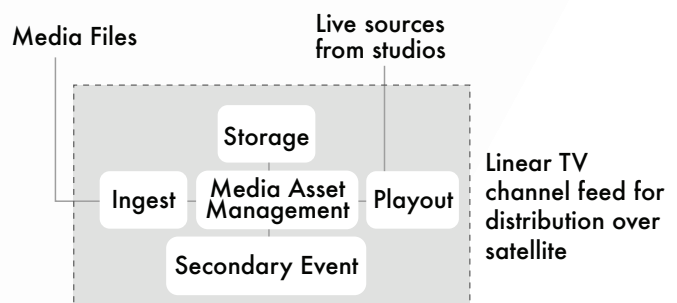 Media Files
Live sources
from studios
Storage
Ingest
Media Asset
Management
Playout
Secondary Event
Linear TV
channel feed for
distribution over
satellite